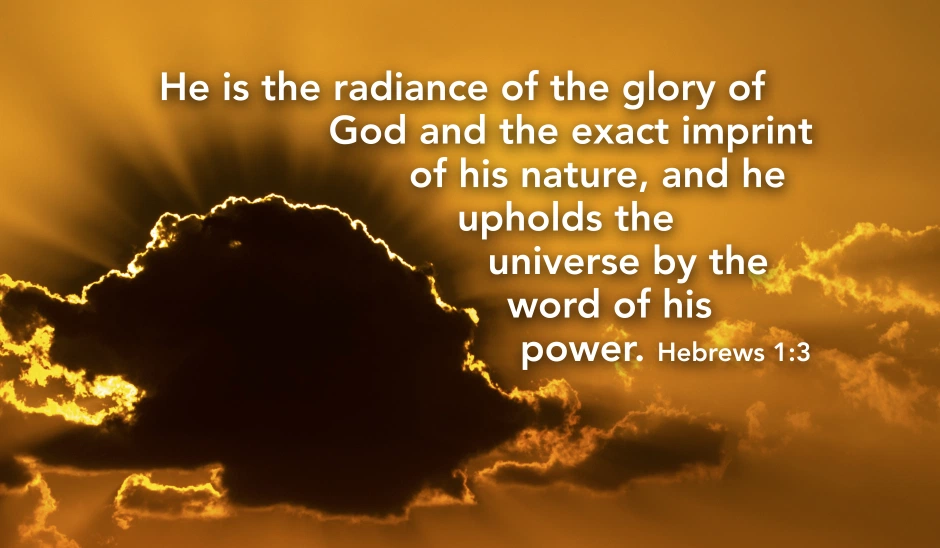 He is the radiance of the glory of
God and the exact imprint
of his nature, and he
upholds the
universe by the
word of his
power. Hebrews 1:3